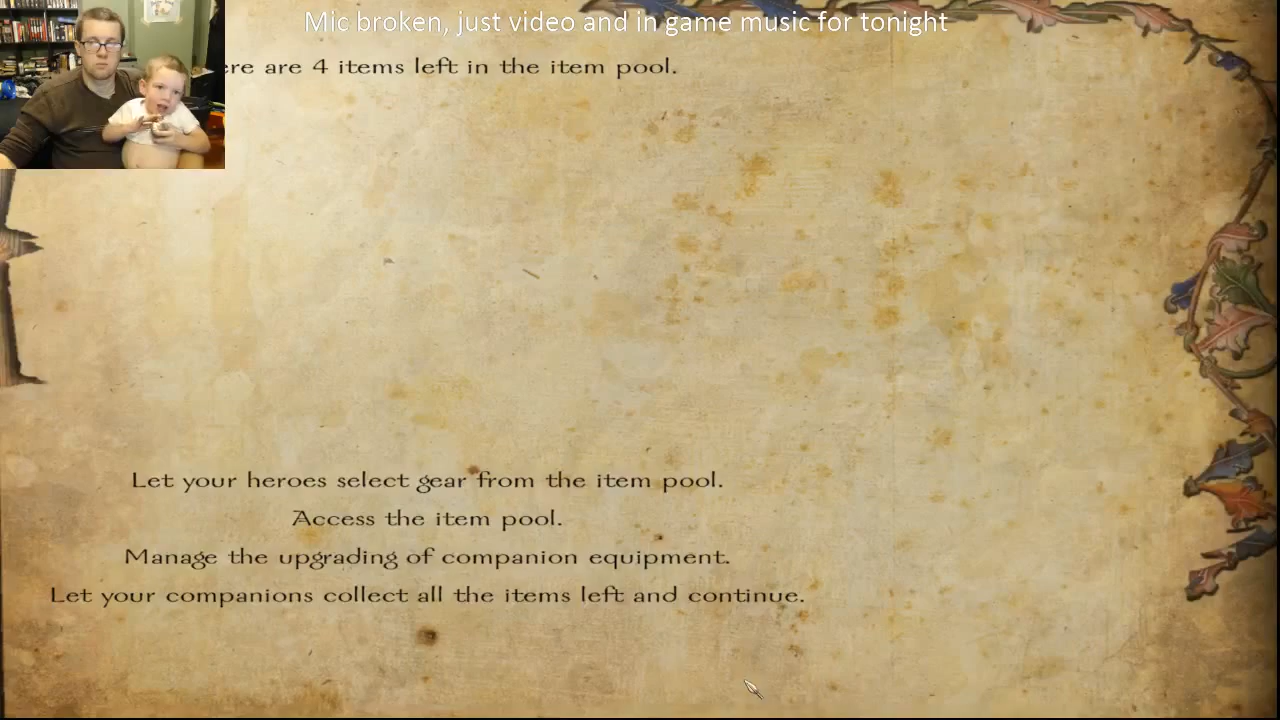 Mic broken, just video and in game music for tonight
ere are 4 items left in the item pool.
Let your heroes select gear from the item pool.
Access the item pool.
Manage the upgrading of companion equipment.
Let your companions collect all the items left and continue.